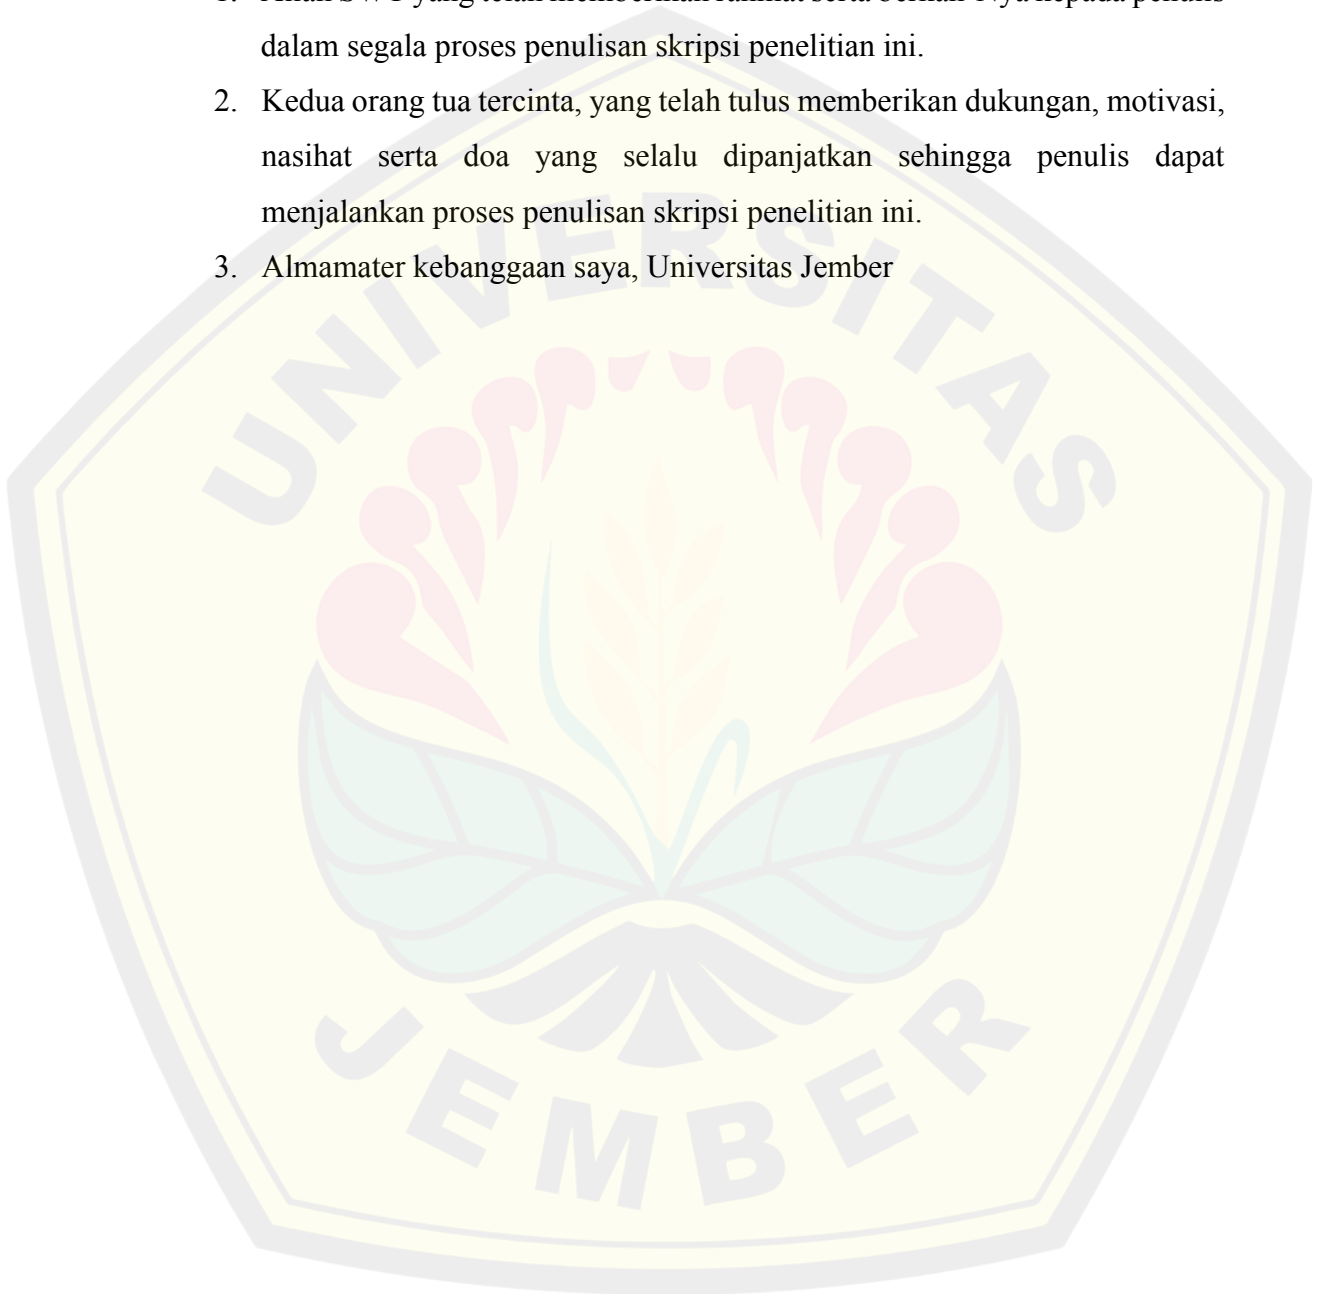 dalam segala proses penulisan skripsi penelitian ini.
2. Kedua orang tua tercinta, yang telah tulus memberikan dukungan, motivasi,
nasihat serta doa yang selalu dipanjatkan sehingga penulis dapat
menjalankan proses penulisan skripsi penelitian ini.
3. Almamater kebanggaan saya, Universitas Jember
UNIVERSITAS
JEMBER